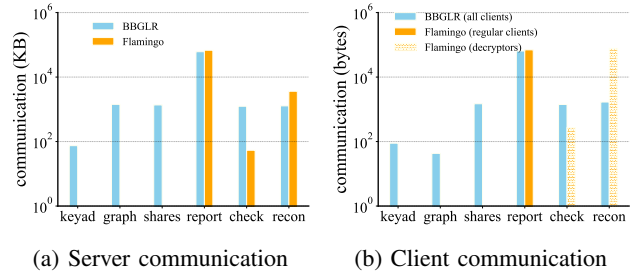 BBGLR
Flamingo
communication (KB)
10^6
10^4
10^2
10^0
keyad graph shares report check recon
(a) Server communication
BBGLR (all clients)
Flamingo (regular clients)
Flamingo (decryptors)
communication (bytes)
10^6
10^4
10^2
10^0
keyad graph shares report check recon
(b) Client communication